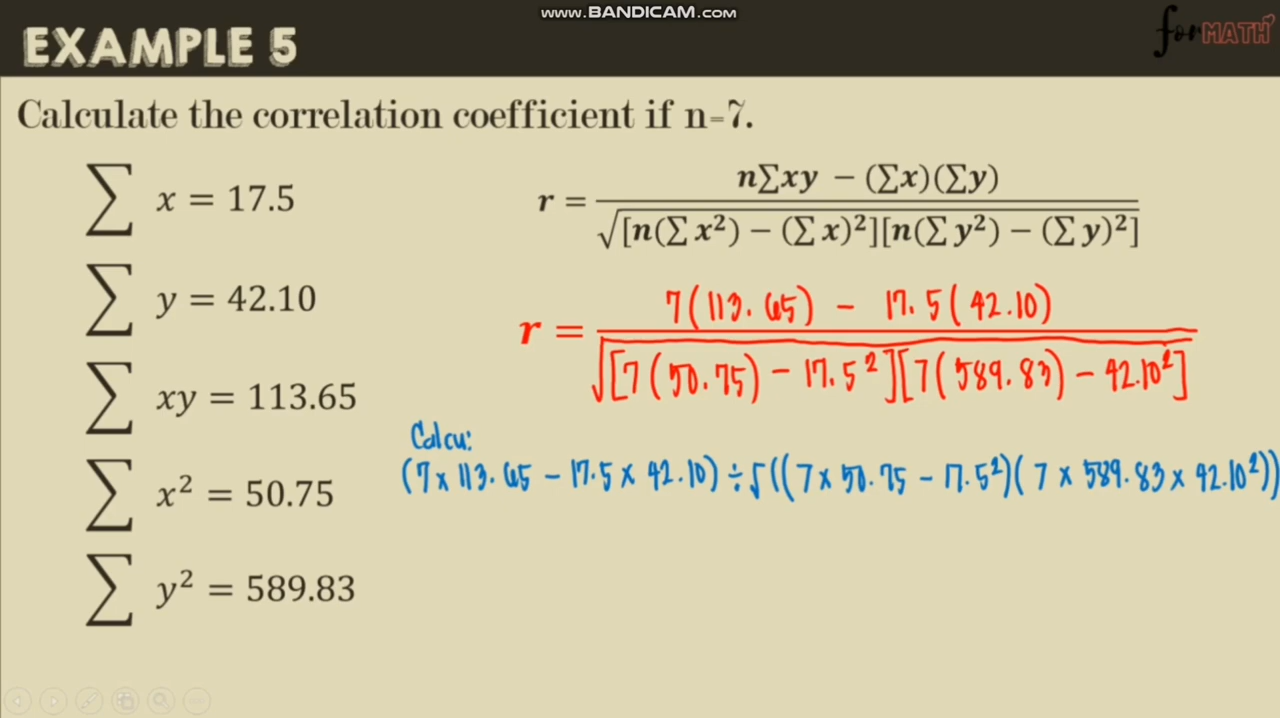 www.BANDICAM.com
EXAMPLE 5
forMATH
Calculate the correlation coefficient if n=7.
∑ x = 17.5
r = n∑xy − (∑x)(∑y) / √[n(∑x²) − (∑x)²][n(∑y²) − (∑y)²]
∑ y = 42.10
r = 7(113.65) − 17.5(42.10) / √[7(50.75) − 17.5²][7(589.83) − 42.10²]
∑ xy = 113.65
Calcu:
(7 x 113.65 − 17.5 x 42.10) ÷ √((7 x 50.75 − 17.5²)(7 x 589.83 x 42.10²))
∑ x² = 50.75
∑ y² = 589.83